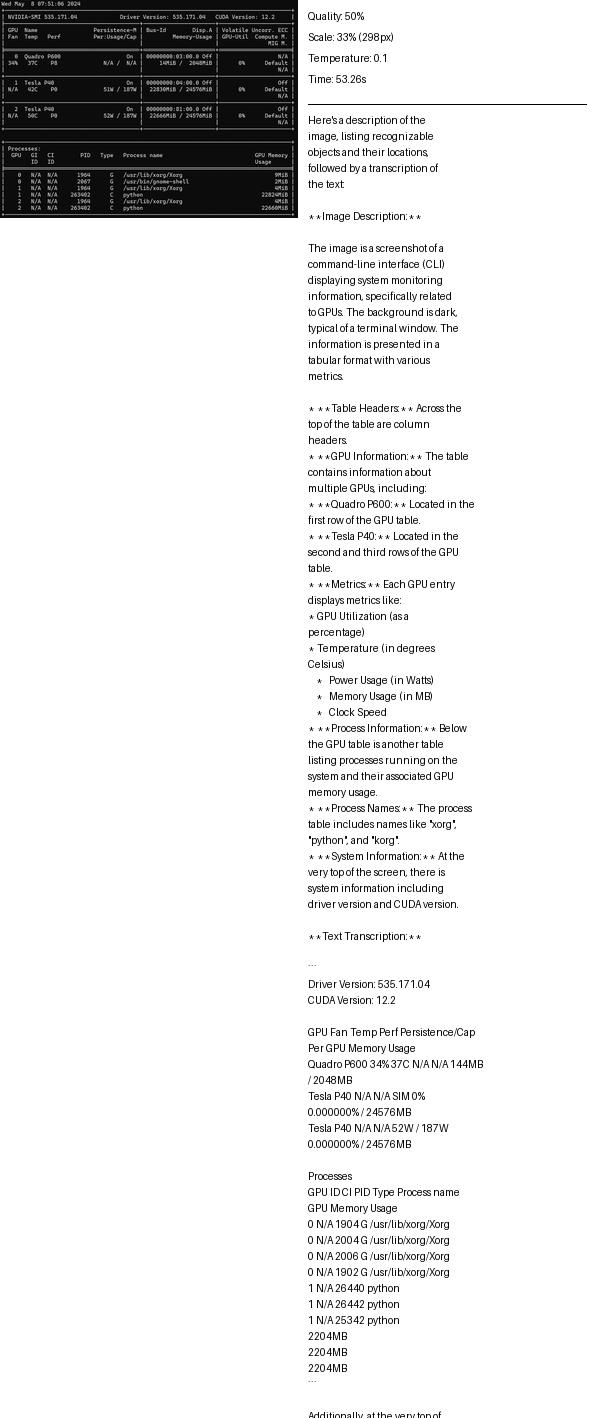 Wed May  8 07:51:06 2024
NVIDIA-SMI 535.171.04    Driver Version: 535.171.04    CUDA Version: 12.2
GPU  Name    Persistence-M | Bus-Id    Disp.A | Volatile Uncorr. ECC
Fan  Temp  Perf    Pwr:Usage/Cap | Memory-Usage | GPU-Util  Compute M.
MIG M.
0  Quadro P600    On | 00000000:03:00.0 Off | N/A
34%  37C  P8    N/A / N/A | 14MiB / 2048MiB | 0%  Default
N/A
1  Tesla P40    On | 00000000:04:00.0 Off | Off
N/A  42C  P0    51W / 187W | 22830MiB / 24576MiB | 0%  Default
N/A
2  Tesla P40    On | 00000000:81:00.0 Off | Off
N/A  50C  P0    52W / 187W | 22666MiB / 24576MiB | 0%  Default
N/A
Processes:
GPU  GI  CI  PID  Type  Process name  GPU Memory
ID  ID  Usage
0  N/A  N/A  1964  G  /usr/lib/xorg/Xorg  9MiB
0  N/A  N/A  2067  G  /usr/bin/gnome-shell  2MiB
1  N/A  N/A  1964  G  /usr/lib/xorg/Xorg  4MiB
1  N/A  N/A  263402  C  python  22824MiB
2  N/A  N/A  1964  G  /usr/lib/xorg/Xorg  4MiB
2  N/A  N/A  263402  C  python  22660MiB
Quality: 50%
Scale: 33% (298px)
Temperature: 0.1
Time: 53.26s
Here's a description of the
image, listing recognizable
objects and their locations,
followed by a transcription of
the text:
**Image Description:**
The image is a screenshot of a
command-line interface (CLI)
displaying system monitoring
information, specifically related
to GPUs. The background is dark,
typical of a terminal window. The
information is presented in a
tabular format with various
metrics.
* **Table Headers:** Across the
top of the table are column
headers.
* **GPU Information:** The table
contains information about
multiple GPUs, including:
* **Quadro P600:** Located in the
first row of the GPU table.
* **Tesla P40:** Located in the
second and third rows of the GPU
table.
* **Metrics:** Each GPU entry
displays metrics like:
* GPU Utilization (as a
percentage)
* Temperature (in degrees
Celsius)
* Power Usage (in Watts)
* Memory Usage (in MB)
* Clock Speed
* **Process Information:** Below
the GPU table is another table
listing processes running on the
system and their associated GPU
memory usage.
* **Process Names:** The process
table includes names like "xorg",
"python", and "korg".
* **System Information:** At the
very top of the screen, there is
system information including
driver version and CUDA version.
**Text Transcription:**
```
Driver Version: 535.171.04
CUDA Version: 12.2
GPU Fan Temp Perf Persistence/Cap
Per GPU Memory Usage
Quadro P600 34% 37C N/A N/A 144MB
/ 2048MB
Tesla P40 N/A N/A SIM 0%
0.000000% / 24576MB
Tesla P40 N/A N/A 52W / 187W
0.000000% / 24576MB
Processes
GPU ID CI PID Type Process name
GPU Memory Usage
0 N/A 1904 G /usr/lib/xorg/Xorg
0 N/A 2004 G /usr/lib/xorg/Xorg
0 N/A 2006 G /usr/lib/xorg/Xorg
0 N/A 1902 G /usr/lib/xorg/Xorg
1 N/A 26440 python
1 N/A 26442 python
1 N/A 25342 python
2204MB
2204MB
2204MB
```
Additionally, at the very top of